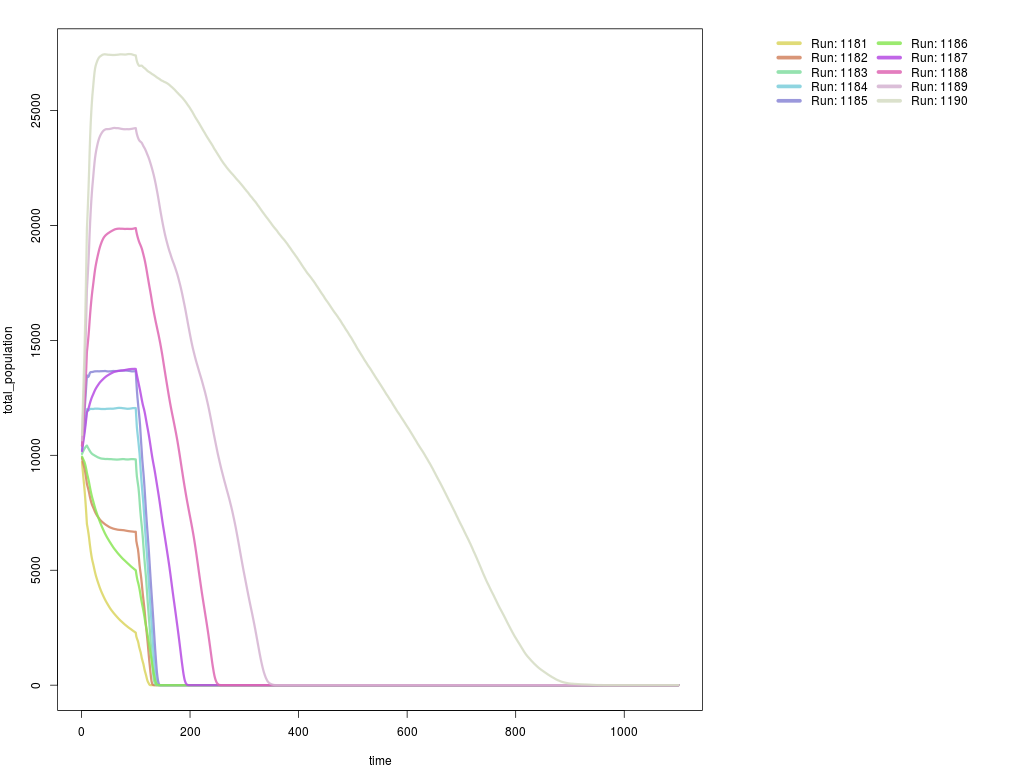 Run: 1181 Run: 1186
Run: 1182 Run: 1187
Run: 1183 Run: 1188
Run: 1184 Run: 1189
Run: 1185 Run: 1190
total_population
25000
20000
15000
10000
5000
0
0 200 400 600 800 1000
time